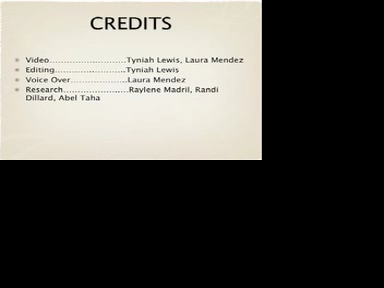 CREDITS
Video……………………..Tyniah Lewis, Laura Mendez
Editing………..………..Tyniah Lewis
Voice Over………………..Laura Mendez
Research………………..…Raylene Madril, Randi
Dillard, Abel Taha